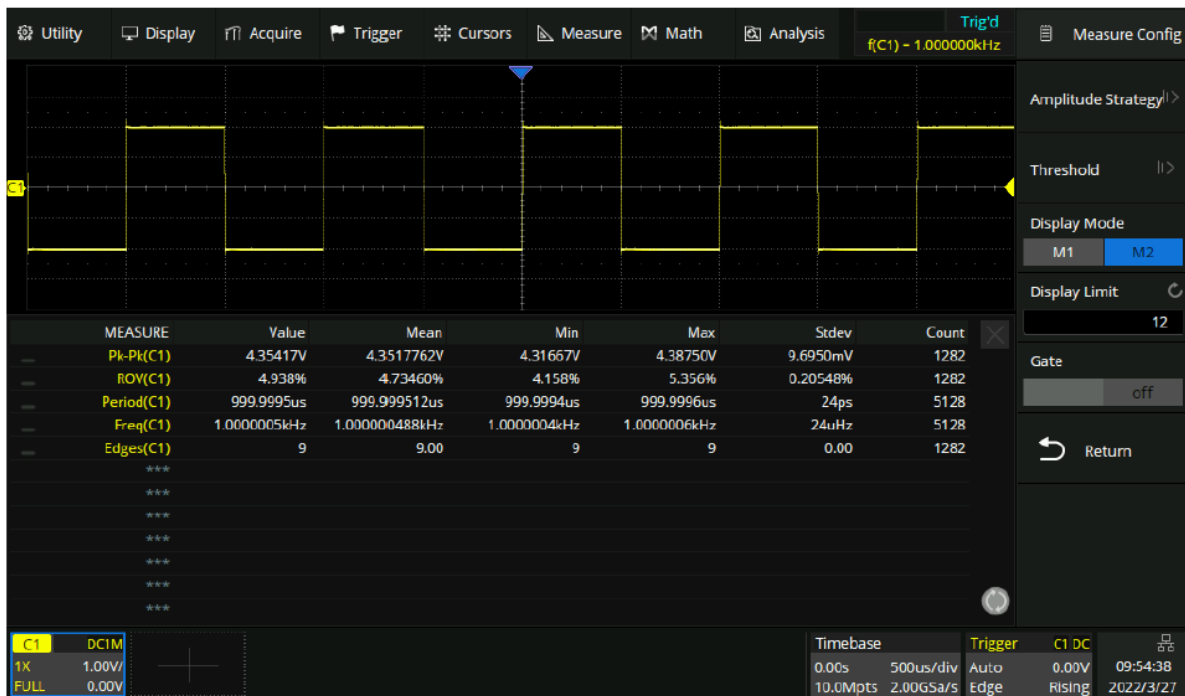 Utility Display Acquire Trigger Cursors Measure Math Analysis Trig'd Measure Config
f(C1) = 1.000000kHz
Amplitude Strategy
C1
Threshold
Display Mode
M1 M2
Display Limit
12
Gate
off
Return
MEASURE Value Mean Min Max Stdev Count
Pk-Pk(C1) 4.35417V 4.3517762V 4.31667V 4.38750V 9.6950mV 1282
ROV(C1) 4.938% 4.73460% 4.158% 5.356% 0.20548% 1282
Period(C1) 999.9995us 999.999512us 999.9994us 999.9996us 24ps 5128
Freq(C1) 1.0000005kHz 1.000000488kHz 1.0000004kHz 1.0000006kHz 24uHz 5128
Edges(C1) 9 9.00 9 9 0.00 1282
***
***
***
***
***
***
***
C1 DC1M
1X 1.00V/
FULL 0.00V
Timebase
0.00s 500us/div
10.0Mpts 2.00GSa/s
Trigger C1 DC
Auto 0.00V
Edge Rising
09:54:38
2022/3/27